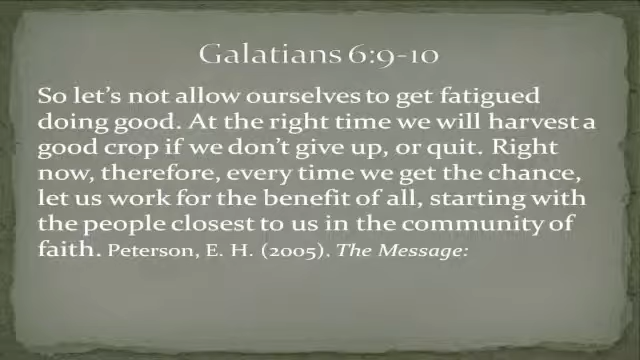 Galatians 6:9-10
So let's not allow ourselves to get fatigued
doing good. At the right time we will harvest a
good crop if we don't give up, or quit. Right
now, therefore, every time we get the chance,
let us work for the benefit of all, starting with
the people closest to us in the community of
faith. Peterson, E. H. (2005). The Message: